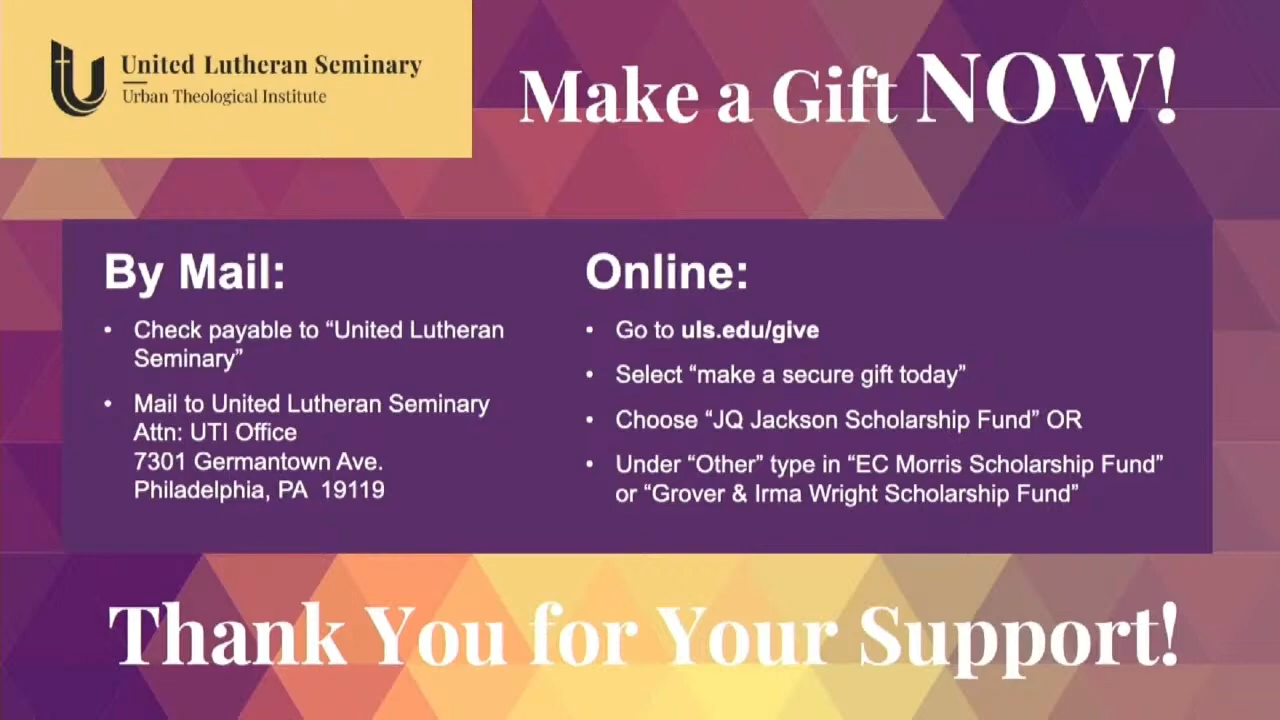 United Lutheran Seminary
Urban Theological Institute
Make a Gift NOW!
By Mail:
• Check payable to “United Lutheran
Seminary”
• Mail to United Lutheran Seminary
Attn: UTI Office
7301 Germantown Ave.
Philadelphia, PA  19119
Online:
• Go to uls.edu/give
• Select “make a secure gift today”
• Choose “JQ Jackson Scholarship Fund” OR
• Under “Other” type in “EC Morris Scholarship Fund”
or “Grover & Irma Wright Scholarship Fund”
Thank You for Your Support!